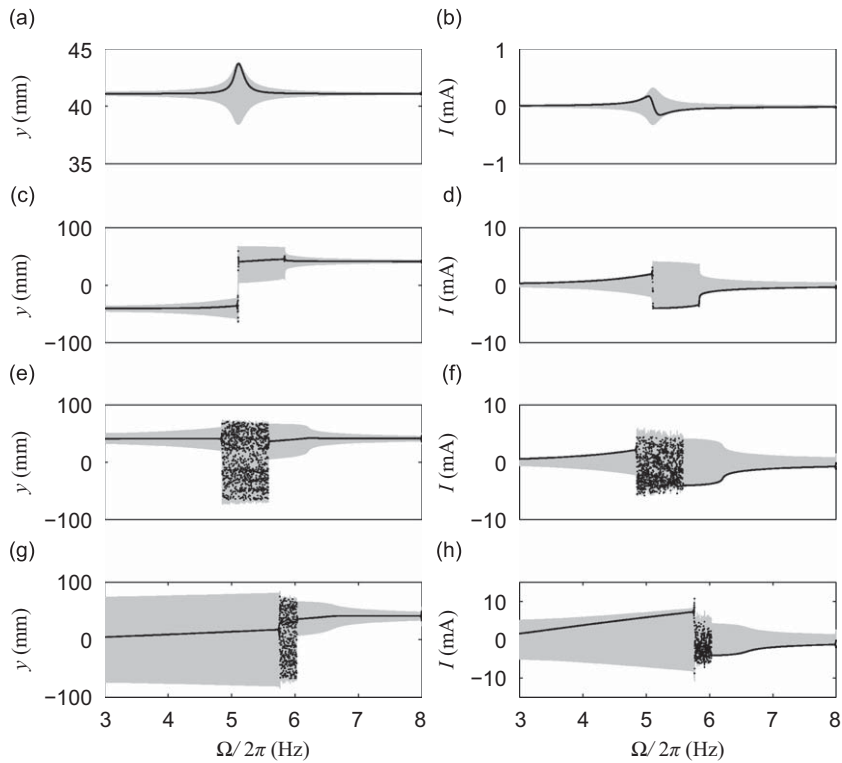 (a)
45
40
35
y (mm)
(b)
1
0
−1
I (mA)
(c)
100
0
−100
y (mm)
(d)
10
0
−10
I (mA)
(e)
100
0
−100
y (mm)
(f)
10
0
−10
I (mA)
(g)
100
0
−100
y (mm)
3 4 5 6 7 8
Ω/ 2π (Hz)
(h)
10
0
−10
I (mA)
3 4 5 6 7 8
Ω/ 2π (Hz)